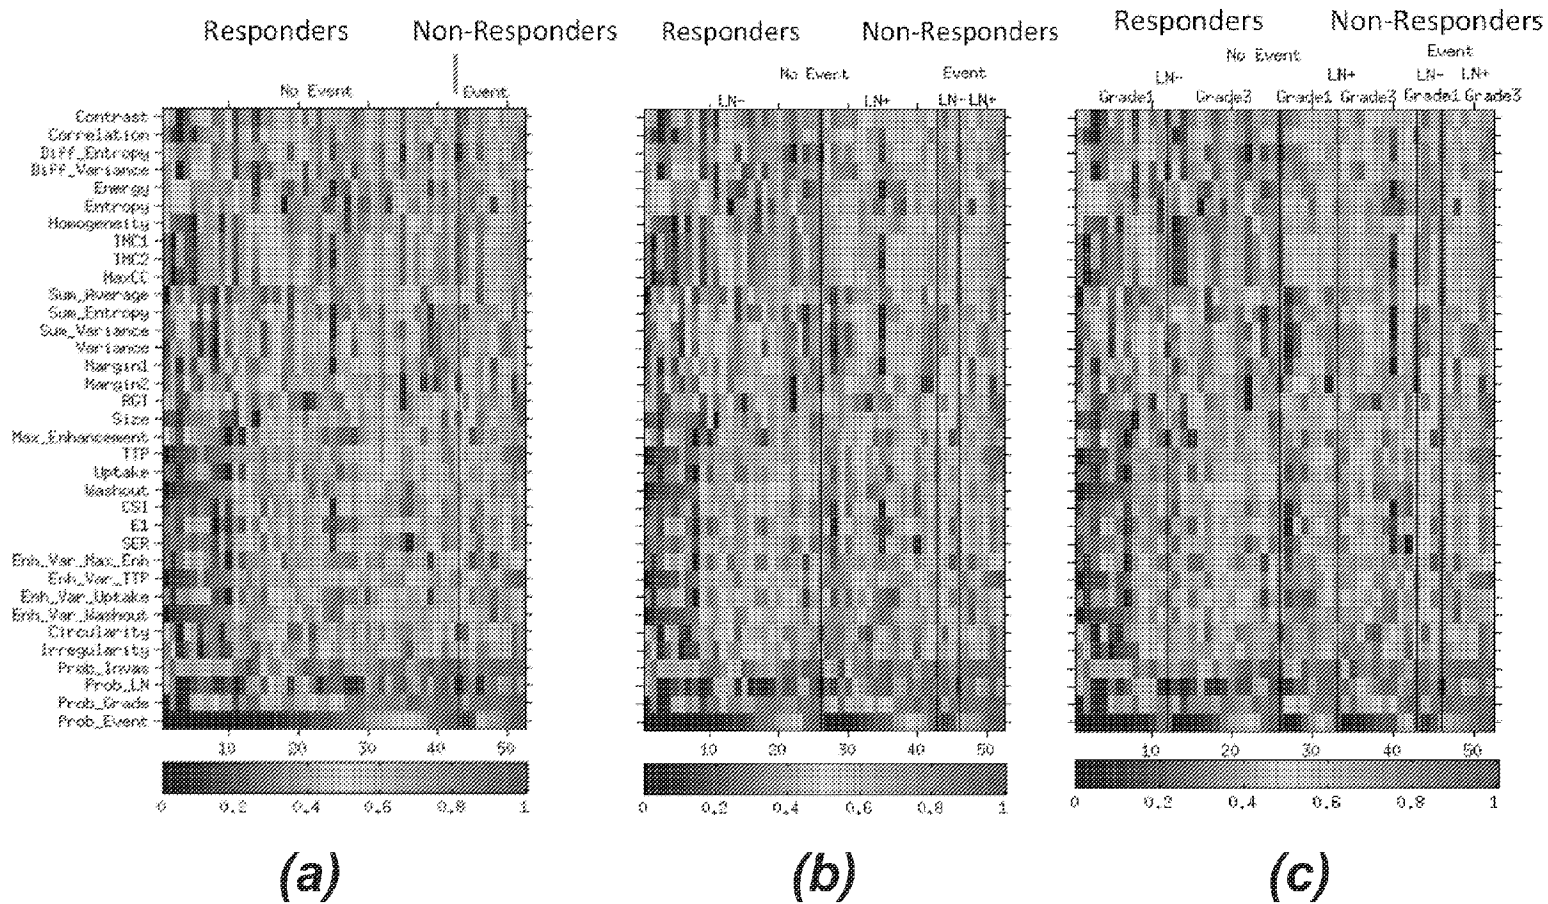 Responders Non-Responders
No Event Event
Contrast
Correlation
Diff_Entropy
Diff_Variance
Energy
Entropy
Homogeneity
IMC1
IMC2
MaxCC
Sum_Average
Sum_Entropy
Sum_Variance
Variance
Margin1
Margin2
RGI
Size
Max_Enhancement
TTP
Uptake
Washout
CSI
E1
SER
Enh_Var_Max_Enh
Enh_Var_TTP
Enh_Var_Uptake
Enh_Var_Washout
Circularity
Irregularity
Prob_Invas
Prob_LN
Prob_Grade
Prob_Event
10 20 30 40 50
0 0.2 0.4 0.6 0.8 1
(a)
Responders Non-Responders
No Event Event
LN- LN+ LN- LN+
10 20 30 40 50
0 0.2 0.4 0.6 0.8 1
(b)
Responders Non-Responders
No Event Event
LN- LN+ LN- LN+
Grade1 Grade3 Grade1 Grade3 Grade1 Grade3
10 20 30 40 50
0 0.2 0.4 0.6 0.8 1
(c)